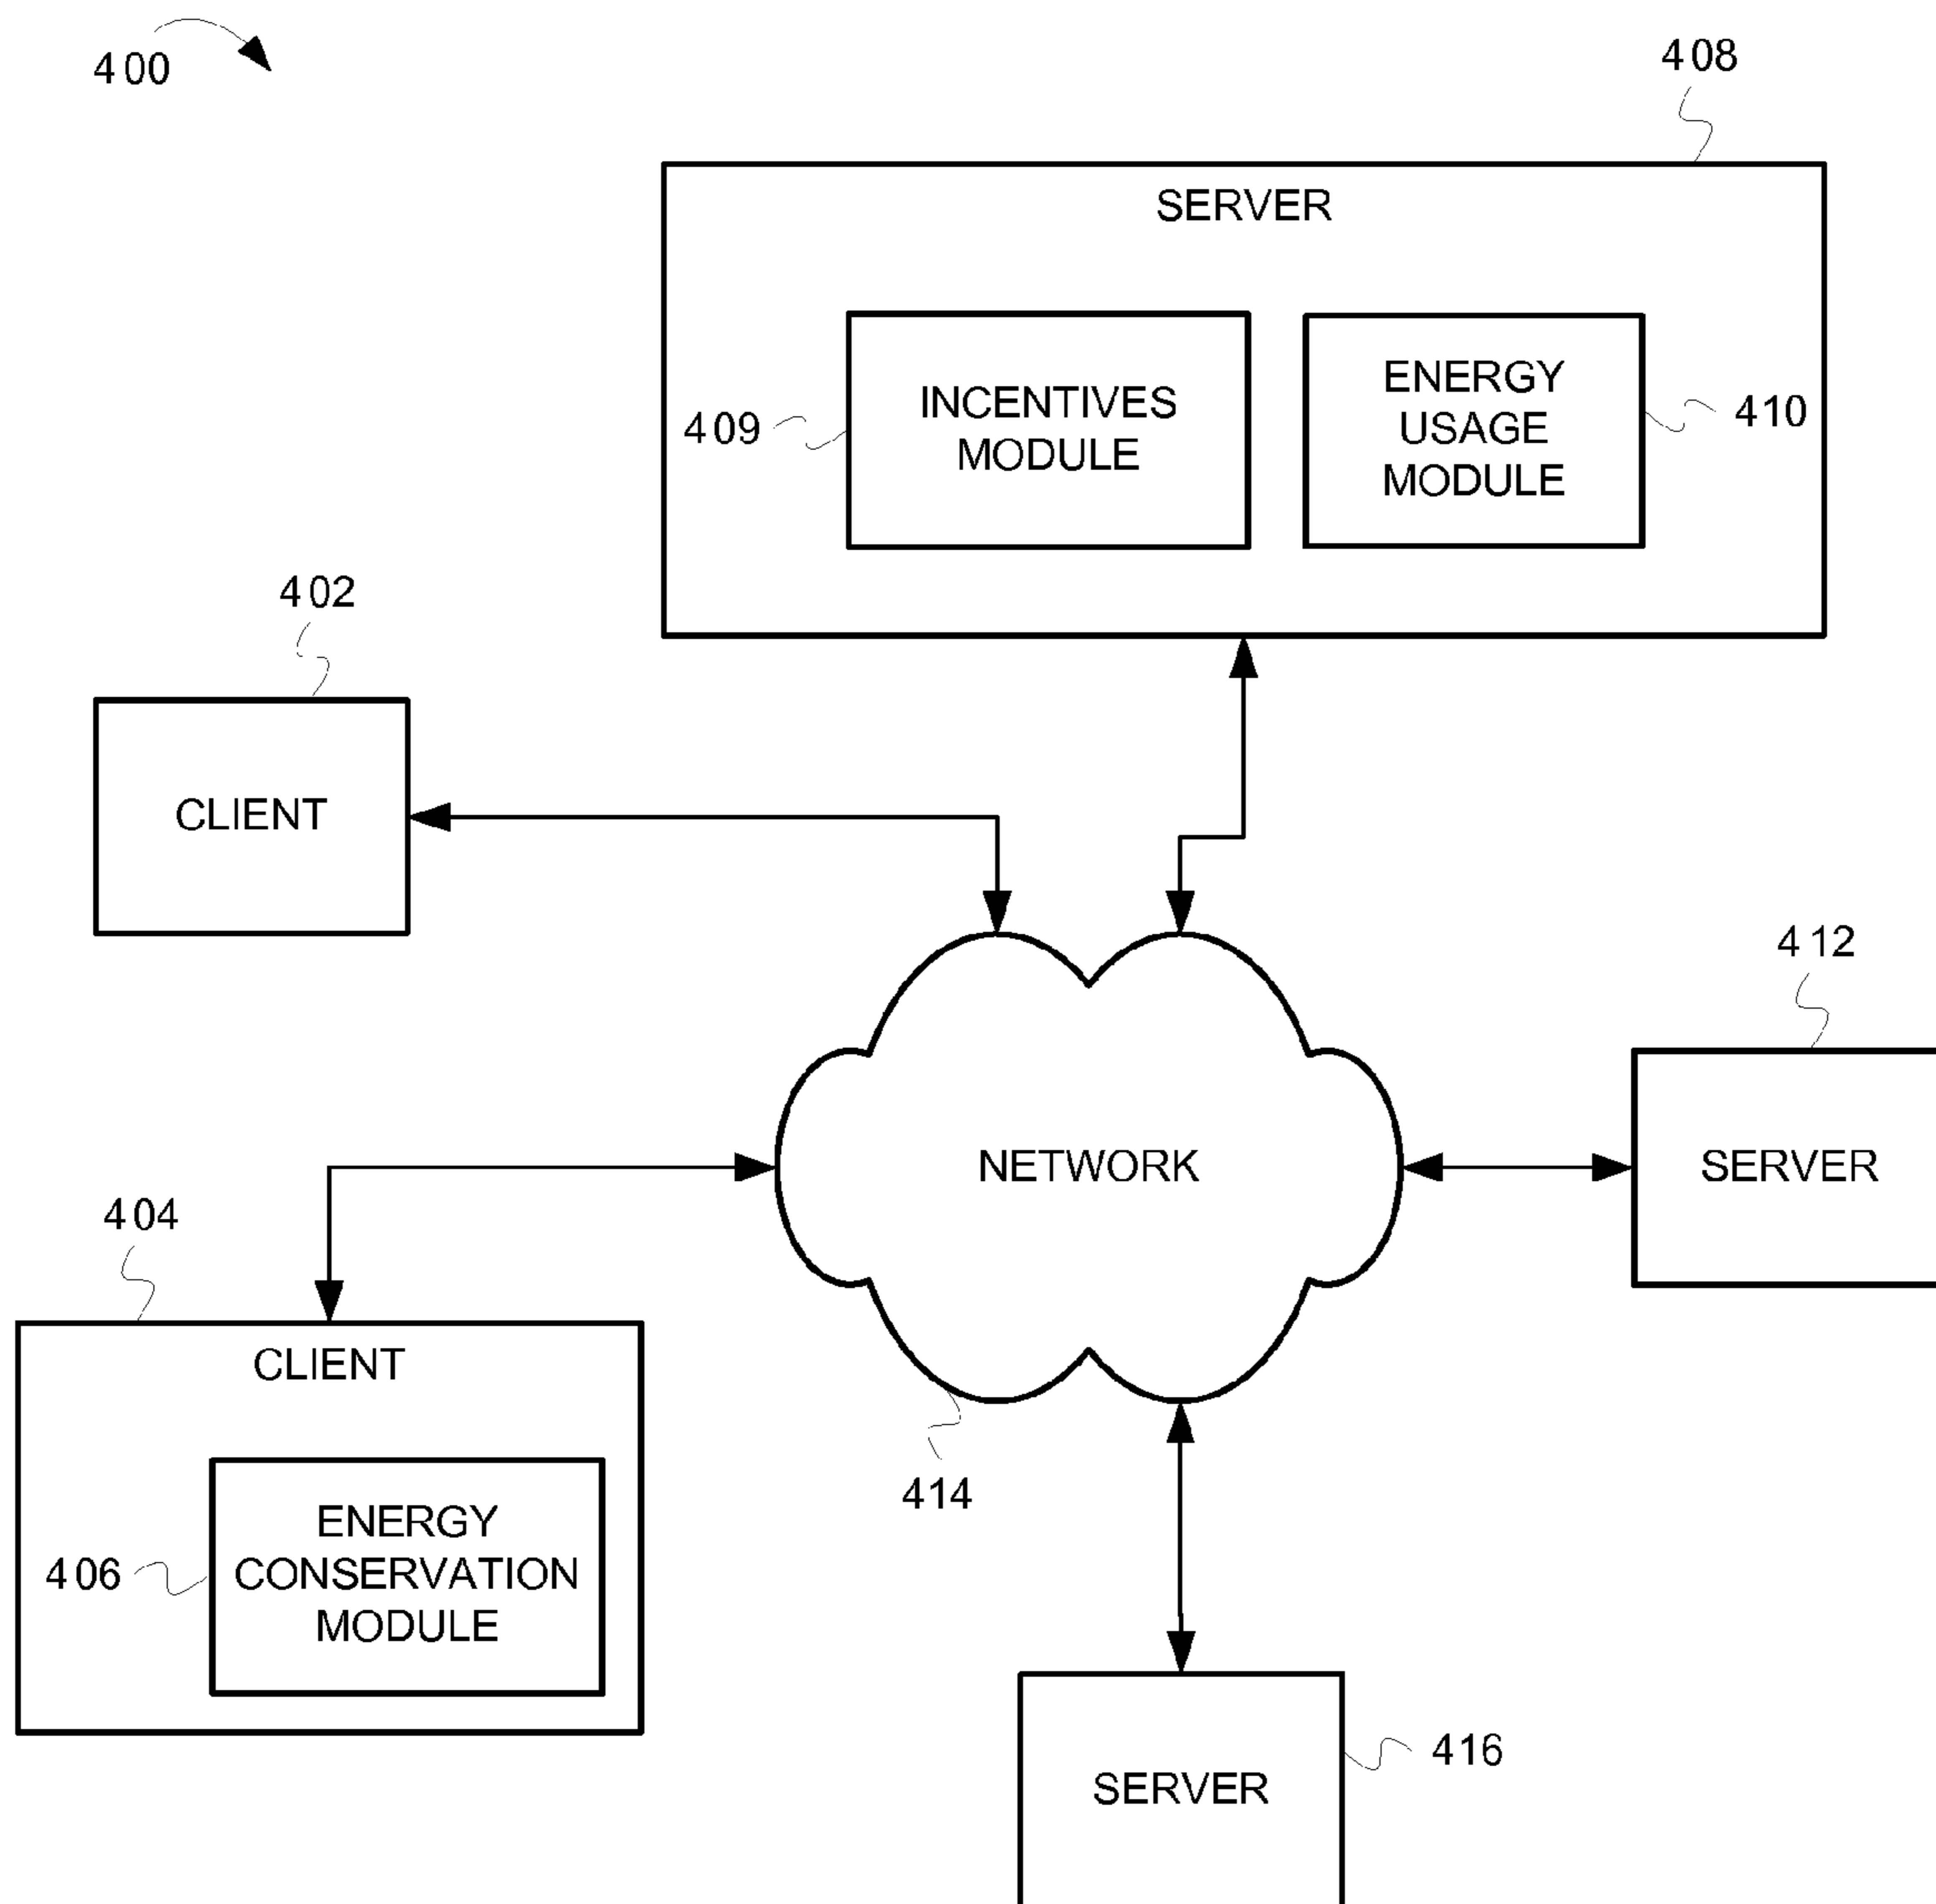 400
408
SERVER
INCENTIVES
MODULE
409
ENERGY
USAGE
MODULE
410
402
CLIENT
412
NETWORK
SERVER
404
CLIENT
414
ENERGY
CONSERVATION
MODULE
406
416
SERVER